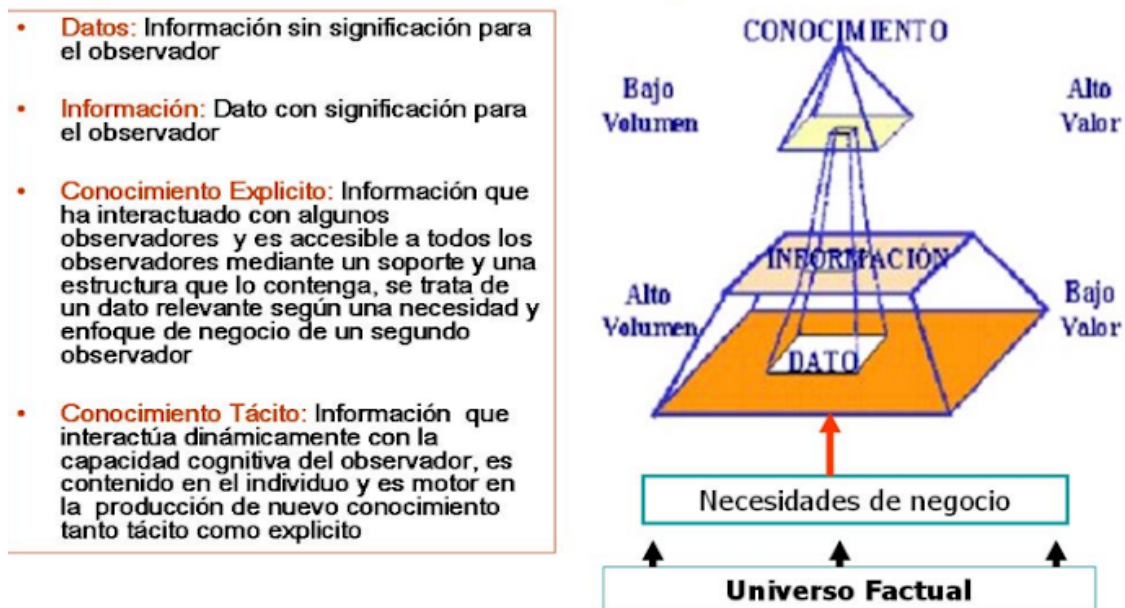 • Datos: Información sin significación para
el observador
• Información: Dato con significación para
el observador
• Conocimiento Explicito: Información que
ha interactuado con algunos
observadores y es accesible a todos los
observadores mediante un soporte y una
estructura que lo contenga, se trata de
un dato relevante según una necesidad y
enfoque de negocio de un segundo
observador
• Conocimiento Tácito: Información que
interactúa dinámicamente con la
capacidad cognitiva del observador, es
contenido en el individuo y es motor en
la producción de nuevo conocimiento
tanto tácito como explicito
CONOCIMIENTO
Bajo
Volumen
Alto
Valor
INFORMACIÓN
Alto
Volumen
Bajo
Valor
DATO
Necesidades de negocio
Universo Factual